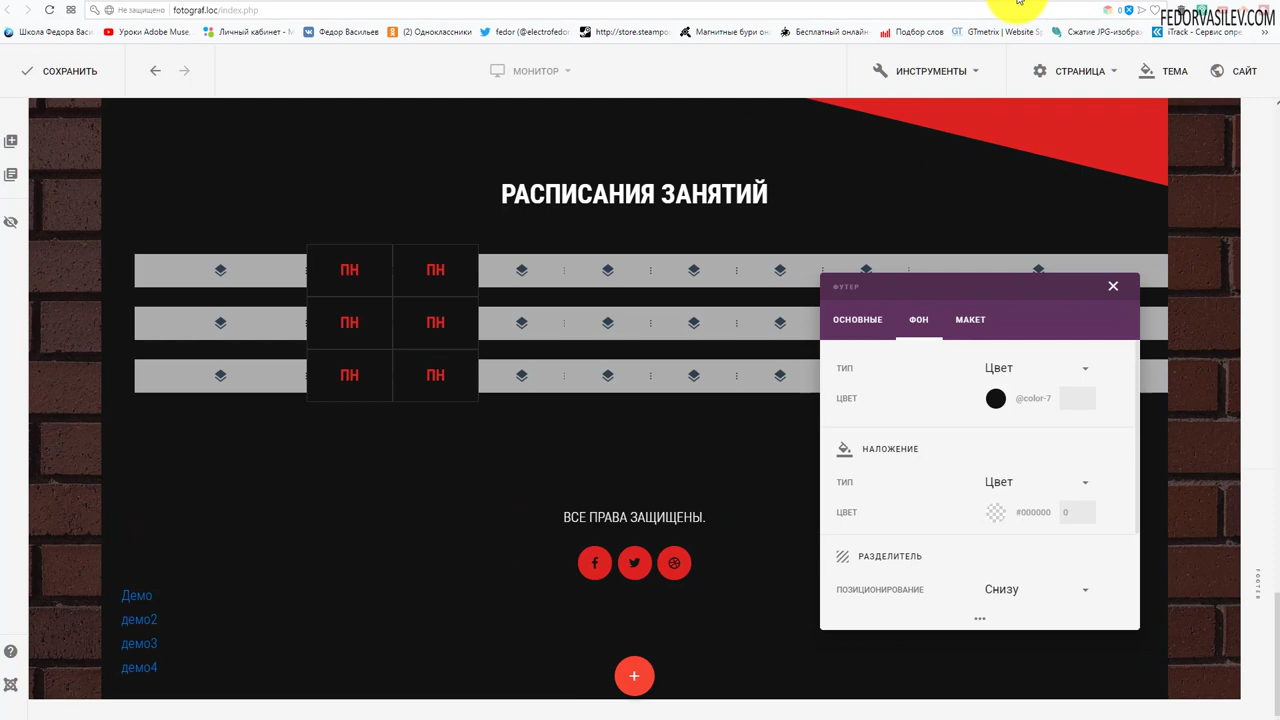 Не защищено fotograf.loc/index.php 0
FEDORVASILEV.COM
Школа Федора Васи Уроки Adobe Muse, Личный кабинет Федор Васильев (2) Одноклассники fedor (@electrofedor) http://store.steampo Магнитные бури он Бесплатный онлайн Подбор слов GTmetrix | Website Sp Сжатие JPG-изображ iTrack - Сервис опре »
СОХРАНИТЬ МОНИТОР ИНСТРУМЕНТЫ СТРАНИЦА ТЕМА САЙТ
РАСПИСАНИЯ ЗАНЯТИЙ
ПН ПН
ПН ПН
ПН ПН
ФУТЕР
ОСНОВНЫЕ ФОН МАКЕТ
ТИП Цвет
ЦВЕТ @color-7
НАЛОЖЕНИЕ
ТИП Цвет
ЦВЕТ #000000 0
РАЗДЕЛИТЕЛЬ
ПОЗИЦИОНИРОВАНИЕ Снизу
ВСЕ ПРАВА ЗАЩИЩЕНЫ.
Демо
демо2
демо3
демо4
FOOTER